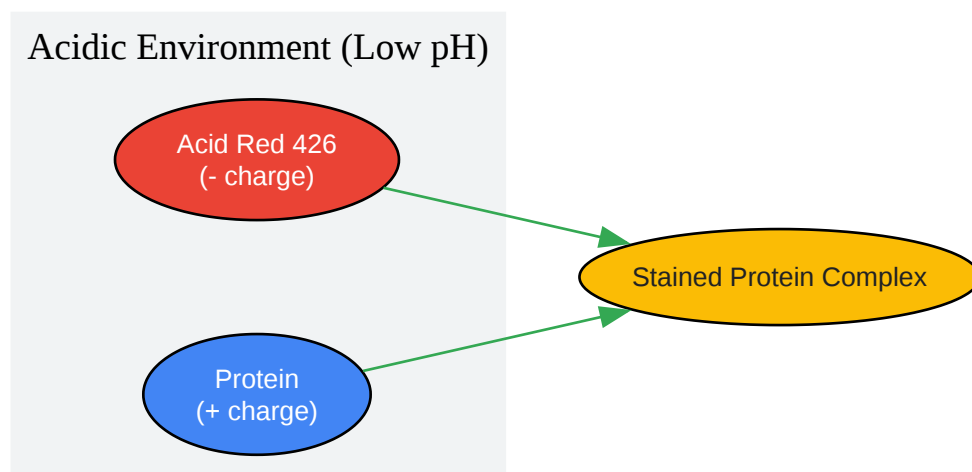 Acidic Environment (Low pH)
Acid Red 426
(- charge)
Stained Protein Complex
Protein
(+ charge)